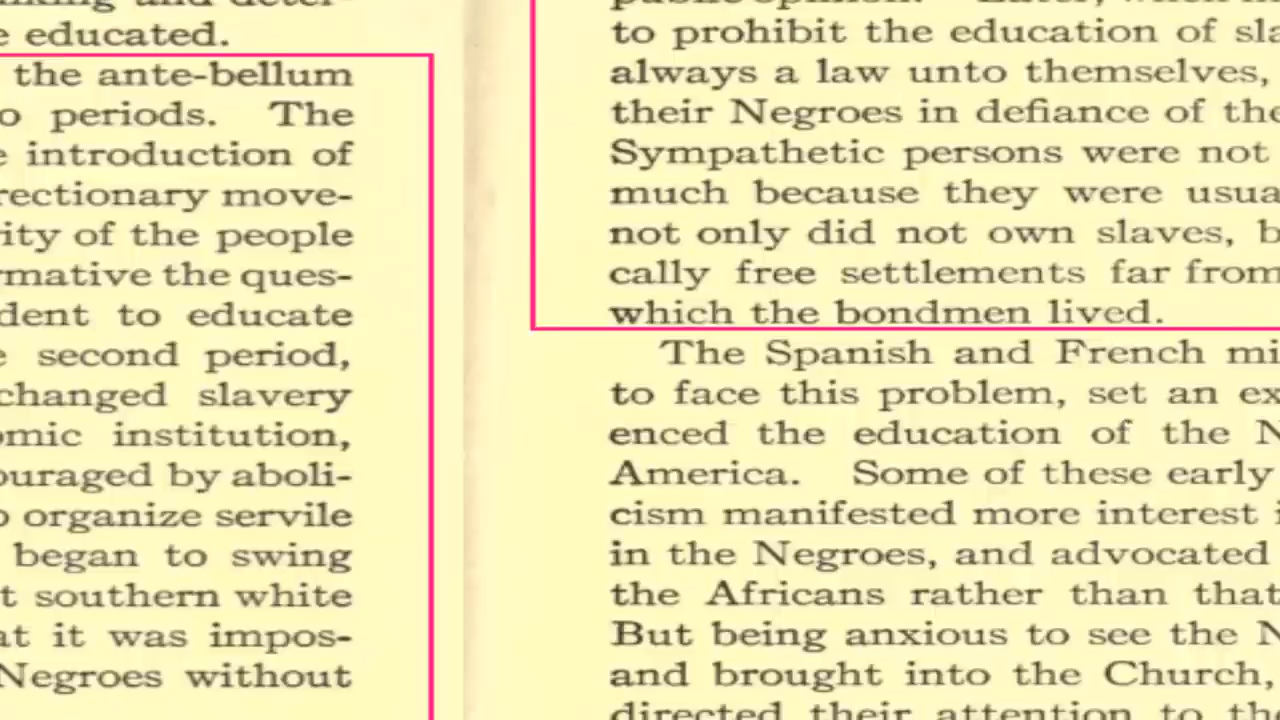 e educated.
the ante-bellum
o periods. The
e introduction of
rectionary move-
ity of the people
rmative the ques-
dent to educate
e second period,
changed slavery
omic institution,
ouraged by aboli-
o organize servile
began to swing
t southern white
at it was impos-
Negroes without
to prohibit the education of sla
always a law unto themselves,
their Negroes in defiance of the
Sympathetic persons were not
much because they were usua
not only did not own slaves, b
cally free settlements far from
which the bondmen lived.
The Spanish and French mi
to face this problem, set an ex
enced the education of the N
America. Some of these early
cism manifested more interest i
in the Negroes, and advocated
the Africans rather than that
But being anxious to see the N
and brought into the Church,
directed their attention to the